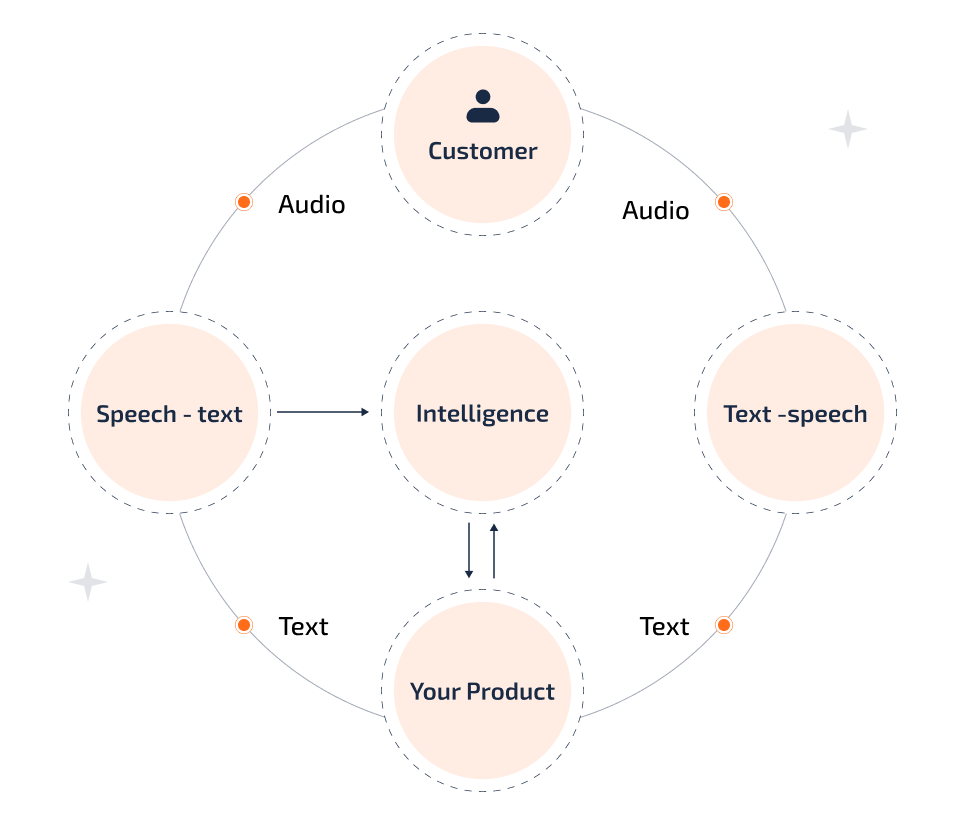 Customer
Audio
Audio
Speech - text
Intelligence
Text -speech
Text
Text
Your Product